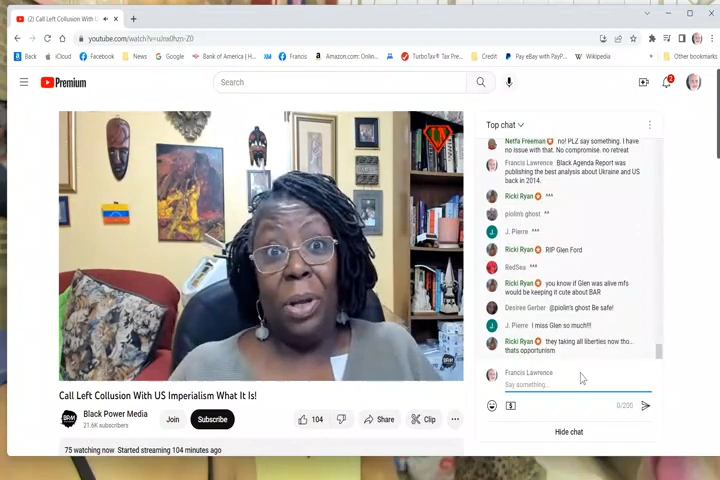 (2) Call Left Collusion With U
youtube.com/watch?v=uJnx0hzn-Z0
Back
iCloud
Facebook
News
Google
Bank of America | H...
Francis
Amazon.com: Onlin...
TurboTax® Tax Pre...
Credit
Pay eBay with PayP...
Wikipedia
Other bookmarks
Premium
Search
2
Top chat
Netfa Freeman no! PLZ say something. I have
no issue with that. No compromise. no retreat
Francis Lawrence Black Agenda Report was
publishing the best analysis about Ukraine and US
back in 2014.
Ricki Ryan ^^^
piolin's ghost ^^
J. Pierre ^^^
Ricki Ryan RIP Glen Ford
RedSea ^^^
Ricki Ryan you know if Glen was alive mfs
would be keeping it cute about BAR
Desiree Gerber @piolin's ghost Be safe!
J. Pierre I miss Glen so much!!!
Ricki Ryan they taking all liberties now tho...
thats opportunism
Francis Lawrence
Say something...
0/200
Hide chat
Call Left Collusion With US Imperialism What It Is!
BPM
Black Power Media
21.6K subscribers
Join
Subscribe
104
Share
Clip
75 watching now Started streaming 104 minutes ago